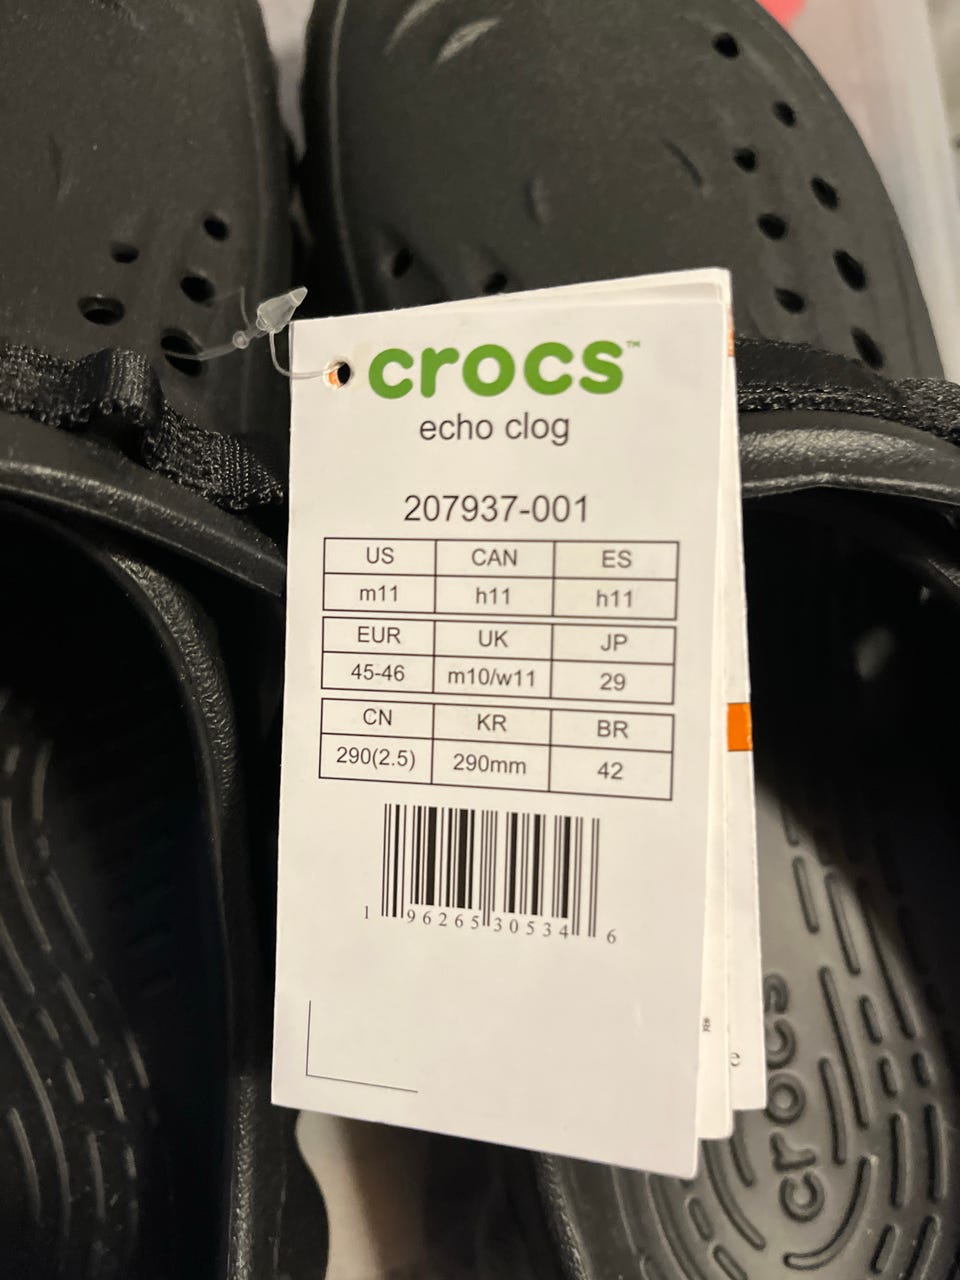 crocs™
echo clog
207937-001
US CAN ES
m11 h11 h11
EUR UK JP
45-46 m10/w11 29
CN KR BR
290(2.5) 290mm 42
1 96265 30534 6
e
crocs